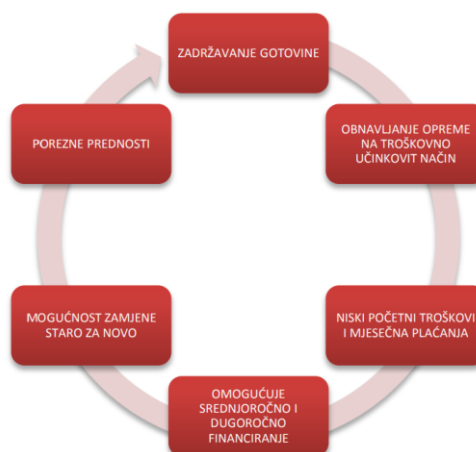 ZADRŽAVANJE GOTOVINE
OBNAVLJANJE OPREME
NA TROŠKOVNO
UČINKOVIT NAČIN
NISKI POČETNI TROŠKOVI
I MJESEČNA PLAĆANJA
OMOGUĆUJE
SREDNJOROČNO I
DUGOROČNO
FINANCIRANJE
MOGUĆNOST ZAMJENE
STARO ZA NOVO
POREZNE PREDNOSTI